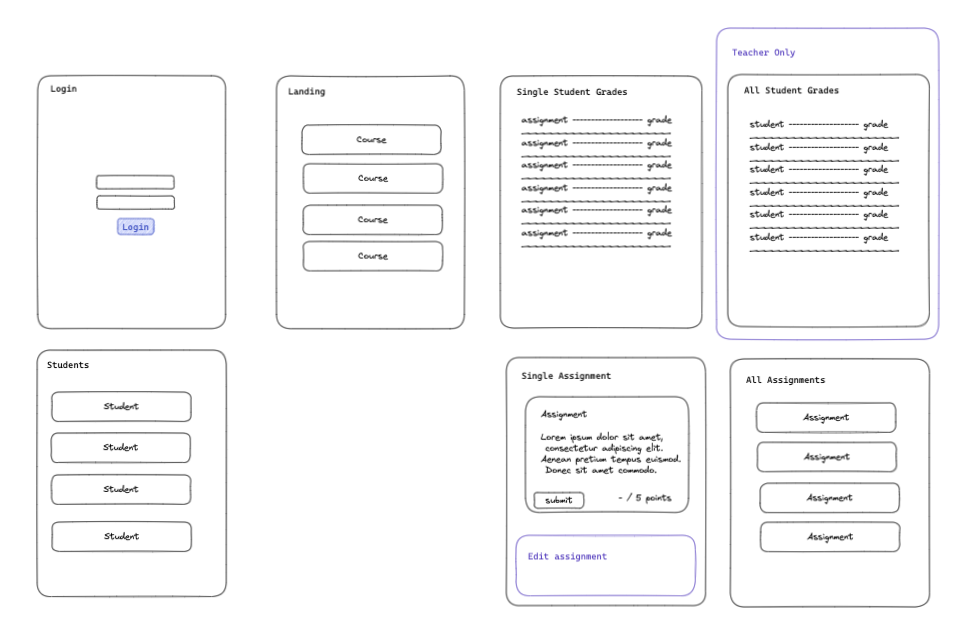 Login
Login
Landing
Course
Course
Course
Course
Single Student Grades
assignment ------------------- grade
assignment ------------------- grade
assignment ------------------- grade
assignment ------------------- grade
assignment ------------------- grade
assignment ------------------- grade
Teacher Only
All Student Grades
student ------------------- grade
student ------------------- grade
student ------------------- grade
student ------------------- grade
student ------------------- grade
student ------------------- grade
Students
Student
Student
Student
Student
Single Assignment
Assignment
Lorem ipsum dolor sit amet,
consectetur adipiscing elit.
Aenean pretium tempus euismod.
Donec sit amet commodo.
submit
- / 5 points
Edit assignment
All Assignments
Assignment
Assignment
Assignment
Assignment